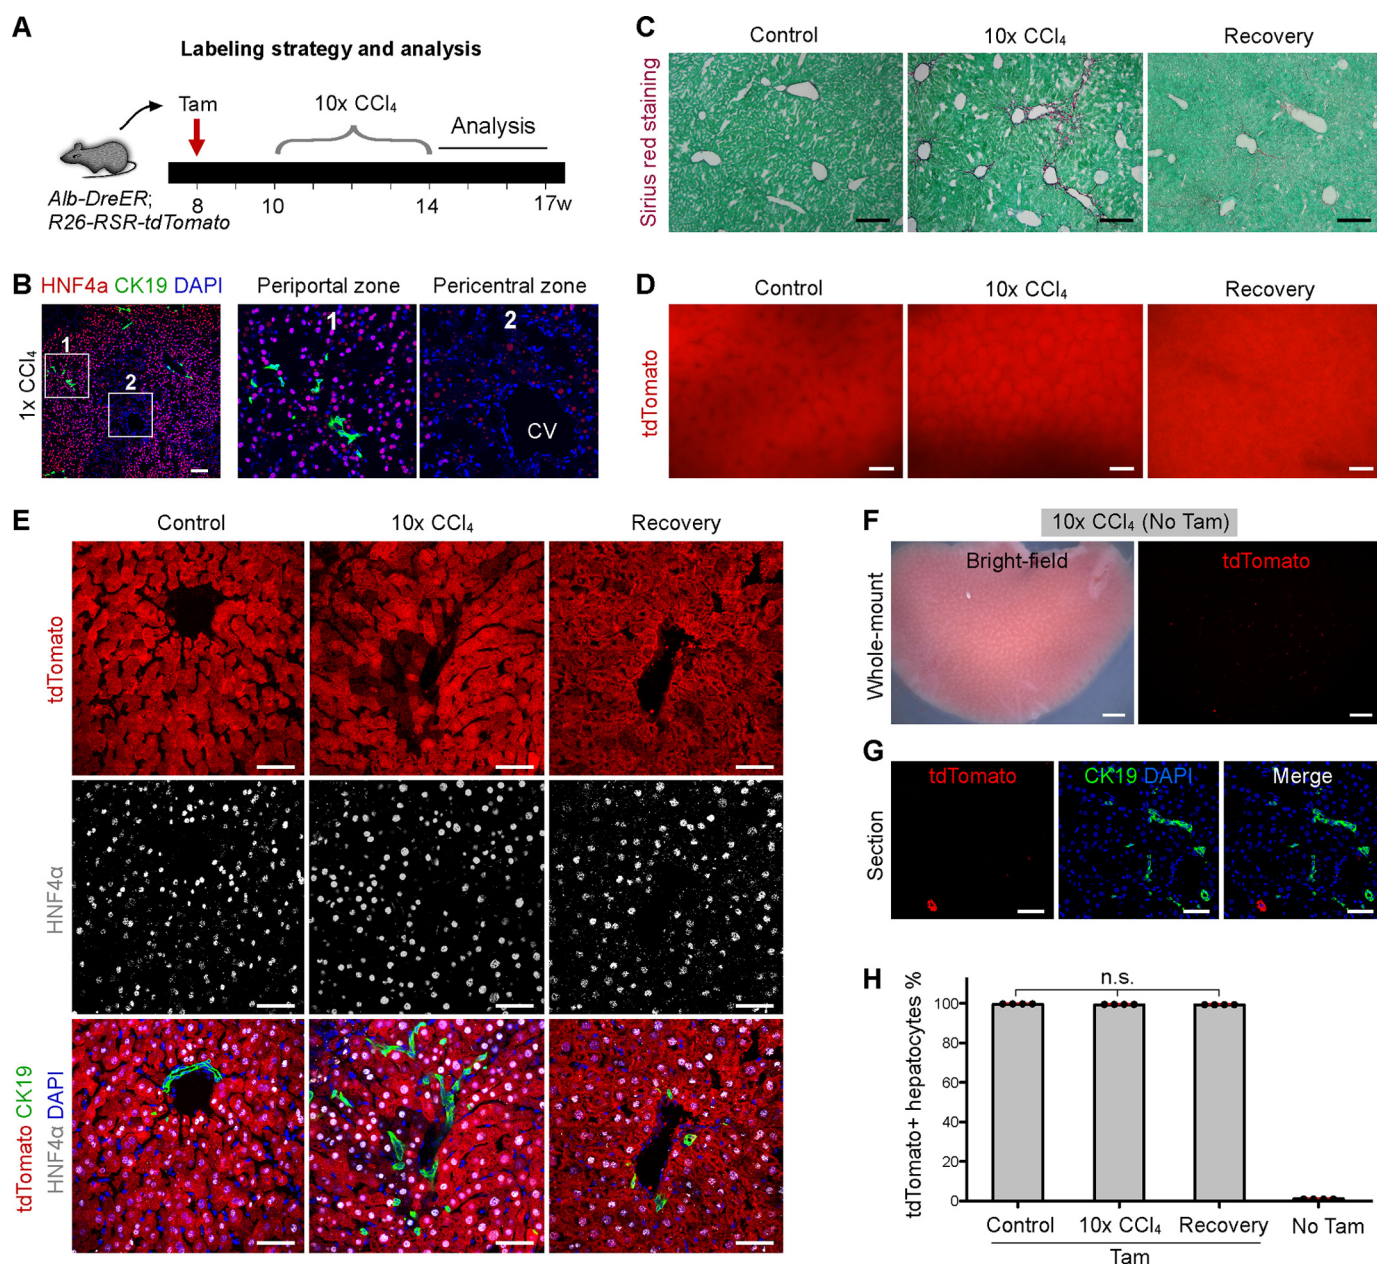 A
Labeling strategy and analysis
Tam
10x CCl₄
Analysis
Alb-DreER;
R26-RSR-tdTomato
8
10
14
17w
B
HNF4a CK19 DAPI
Periportal zone
Pericentral zone
1x CCl₄
1
2
1
2
CV
C
Control
10x CCl₄
Recovery
Sirius red staining
D
Control
10x CCl₄
Recovery
tdTomato
E
Control
10x CCl₄
Recovery
tdTomato
HNF4α
tdTomato CK19
HNF4α DAPI
F
10x CCl₄ (No Tam)
Whole-mount
Bright-field
tdTomato
G
Section
tdTomato
CK19 DAPI
Merge
H
tdTomato+ hepatocytes %
n.s.
100
80
60
40
20
0
Control
10x CCl₄
Recovery
No Tam
Tam